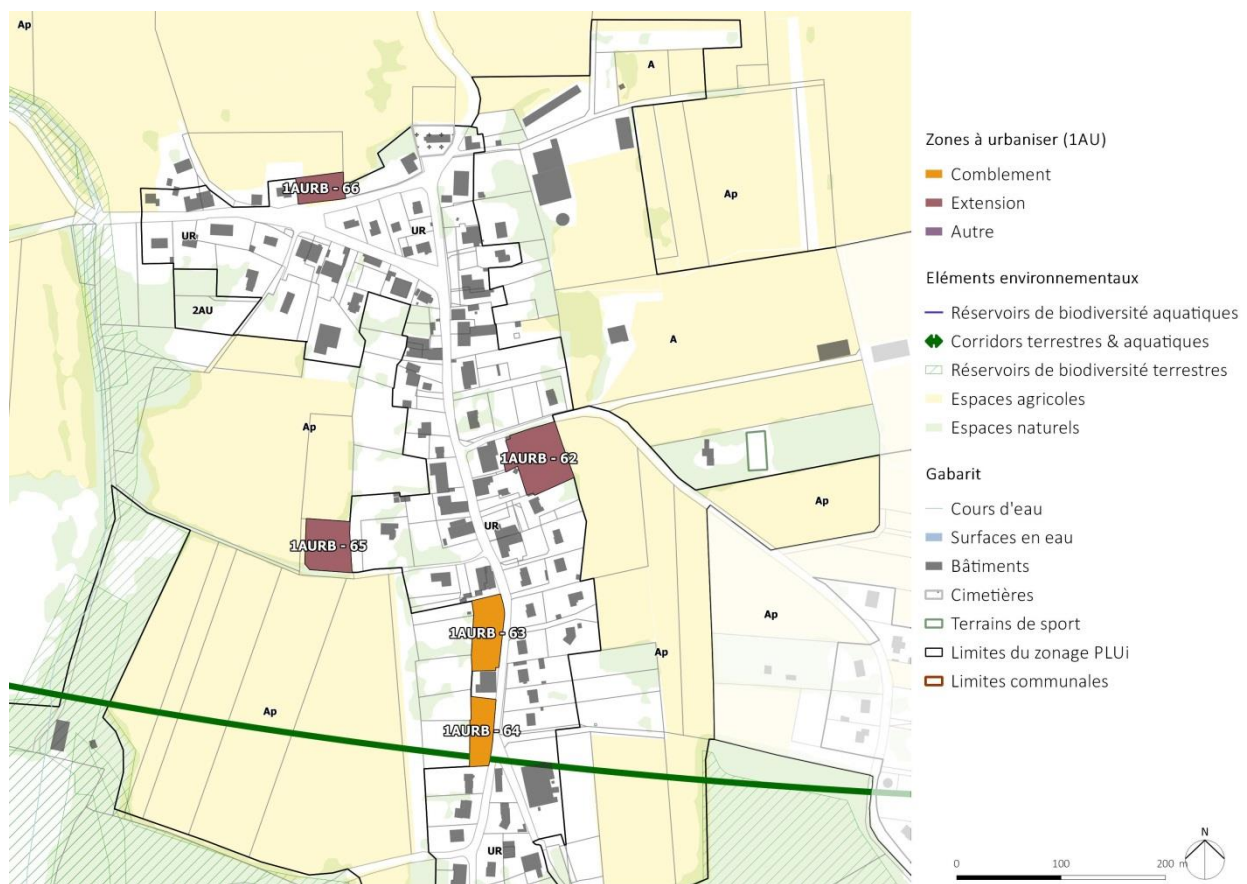 Ap
A
1AURB - 66
Ap
UR
UR
2AU
A
Ap
1AURB - 62
Ap
UR
1AURB - 65
1AURB - 63
Ap
Ap
Ap
1AURB - 64
UR
Zones à urbaniser (1AU)
Comblement
Extension
Autre
Eléments environnementaux
Réservoirs de biodiversité aquatiques
Corridors terrestres & aquatiques
Réservoirs de biodiversité terrestres
Espaces agricoles
Espaces naturels
Gabarit
Cours d'eau
Surfaces en eau
Bâtiments
Cimetières
Terrains de sport
Limites du zonage PLUi
Limites communales
N
0 100 200 m